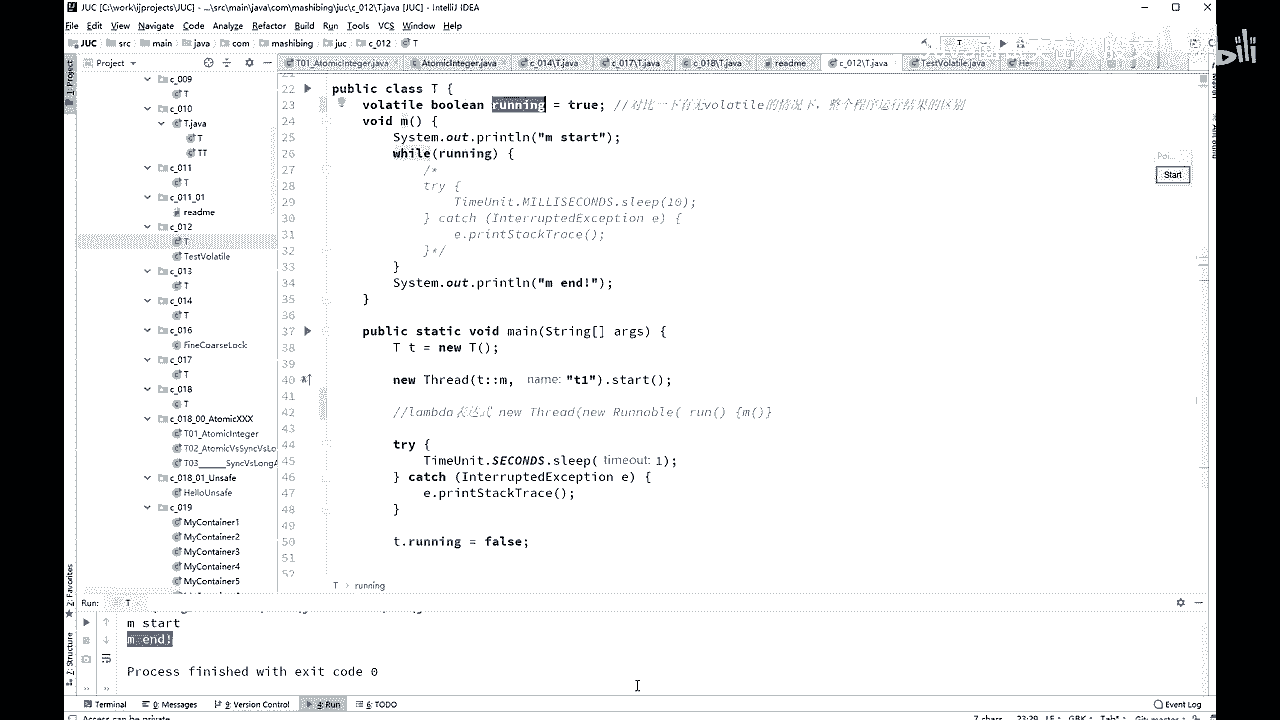 JUC [C:\work\ijprojects\JUC] - ...\src\main\java\com\mashibing\juc\c_012\T.java [JUC] - IntelliJ IDEA
File Edit View Navigate Code Analyze Refactor Build Run Tools VCS Window Help
JUC src main java com mashibing juc c_012 T
T
bili
Project
T01_AtomicInteger.java AtomicInteger.java c_014\T.java c_017\T.java c_018\T.java readme c_012\T.java TestVolatile.java
1: Project
c_009
T
c_010
T.java
T
TT
c_011
T
c_011_01
readme
c_012
T
TestVolatile
c_013
T
c_014
T
c_016
FineCoarseLock
c_017
T
c_018
T
c_018_00_AtomicXXX
T01_AtomicInteger
T02_AtomicVsSyncVsLo
T03_____SyncVsLongA
c_018_01_Unsafe
HelloUnsafe
c_019
MyContainer1
MyContainer2
MyContainer3
MyContainer4
MyContainer5
21
22 public class T {
23 volatile boolean running = true; //对比一下有无volatile的情况下，整个程序运行结果的区别
24 void m() {
25 System.out.println("m start");
26 while(running) {
27 /*
28 try {
29 TimeUnit.MILLISECONDS.sleep(10);
30 } catch (InterruptedException e) {
31 e.printStackTrace();
32 }*/
33 }
34 System.out.println("m end!");
35 }
36
37 public static void main(String[] args) {
38 T t = new T();
39
40 new Thread(t::m, name: "t1").start();
41
42 //lambda表达式 new Thread(new Runnable( run() {m()}
43
44 try {
45 TimeUnit.SECONDS.sleep( timeout: 1);
46 } catch (InterruptedException e) {
47 e.printStackTrace();
48 }
49
50 t.running = false;
51
52
T running
Poi...
Start
2: Favorites
7: Structure
Run: T
m start
m end!
Process finished with exit code 0
Terminal 0: Messages 9: Version Control 4: Run 6: TODO
Event Log
Access can be private
7 chars 23:29 LF GBK Tab*